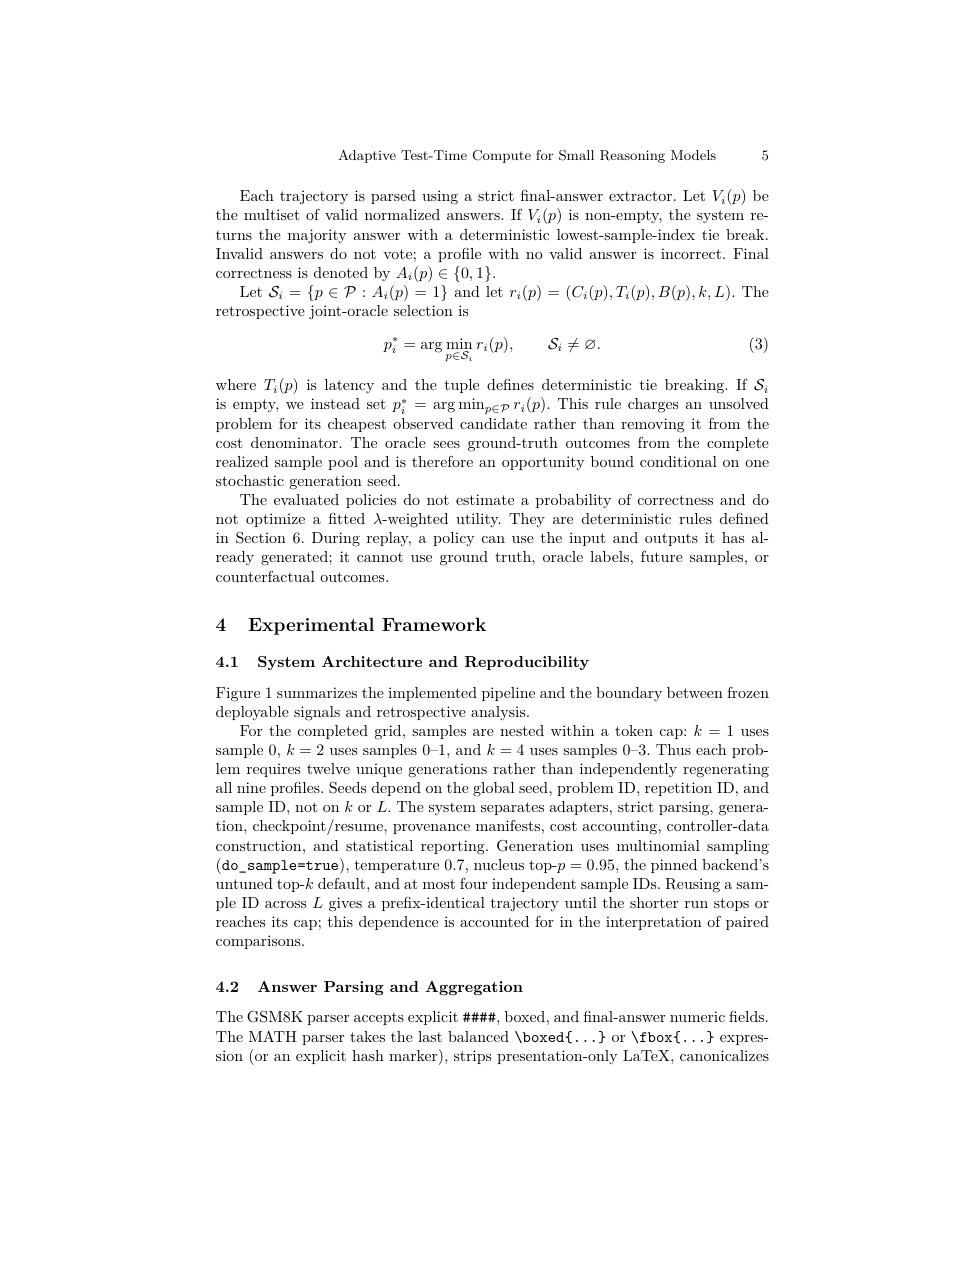 Adaptive Test-Time Compute for Small Reasoning Models 5
Each trajectory is parsed using a strict final-answer extractor. Let Vᵢ(p) be
the multiset of valid normalized answers. If Vᵢ(p) is non-empty, the system re-
turns the majority answer with a deterministic lowest-sample-index tie break.
Invalid answers do not vote; a profile with no valid answer is incorrect. Final
correctness is denoted by Aᵢ(p) ∈ {0, 1}.
Let 𝒮ᵢ = {p ∈ 𝒫 : Aᵢ(p) = 1} and let rᵢ(p) = (Cᵢ(p), Tᵢ(p), B(p), k, L). The
retrospective joint-oracle selection is
p*ᵢ = arg min_{p∈𝒮ᵢ} rᵢ(p), 𝒮ᵢ ≠ ∅. (3)
where Tᵢ(p) is latency and the tuple defines deterministic tie breaking. If 𝒮ᵢ
is empty, we instead set p*ᵢ = arg min_{p∈𝒫} rᵢ(p). This rule charges an unsolved
problem for its cheapest observed candidate rather than removing it from the
cost denominator. The oracle sees ground-truth outcomes from the complete
realized sample pool and is therefore an opportunity bound conditional on one
stochastic generation seed.
The evaluated policies do not estimate a probability of correctness and do
not optimize a fitted λ-weighted utility. They are deterministic rules defined
in Section 6. During replay, a policy can use the input and outputs it has al-
ready generated; it cannot use ground truth, oracle labels, future samples, or
counterfactual outcomes.
4 Experimental Framework
4.1 System Architecture and Reproducibility
Figure 1 summarizes the implemented pipeline and the boundary between frozen
deployable signals and retrospective analysis.
For the completed grid, samples are nested within a token cap: k = 1 uses
sample 0, k = 2 uses samples 0–1, and k = 4 uses samples 0–3. Thus each prob-
lem requires twelve unique generations rather than independently regenerating
all nine profiles. Seeds depend on the global seed, problem ID, repetition ID, and
sample ID, not on k or L. The system separates adapters, strict parsing, genera-
tion, checkpoint/resume, provenance manifests, cost accounting, controller-data
construction, and statistical reporting. Generation uses multinomial sampling
(do_sample=true), temperature 0.7, nucleus top-p = 0.95, the pinned backend’s
untuned top-k default, and at most four independent sample IDs. Reusing a sam-
ple ID across L gives a prefix-identical trajectory until the shorter run stops or
reaches its cap; this dependence is accounted for in the interpretation of paired
comparisons.
4.2 Answer Parsing and Aggregation
The GSM8K parser accepts explicit ####, boxed, and final-answer numeric fields.
The MATH parser takes the last balanced \boxed{...} or \fbox{...} expres-
sion (or an explicit hash marker), strips presentation-only LaTeX, canonicalizes